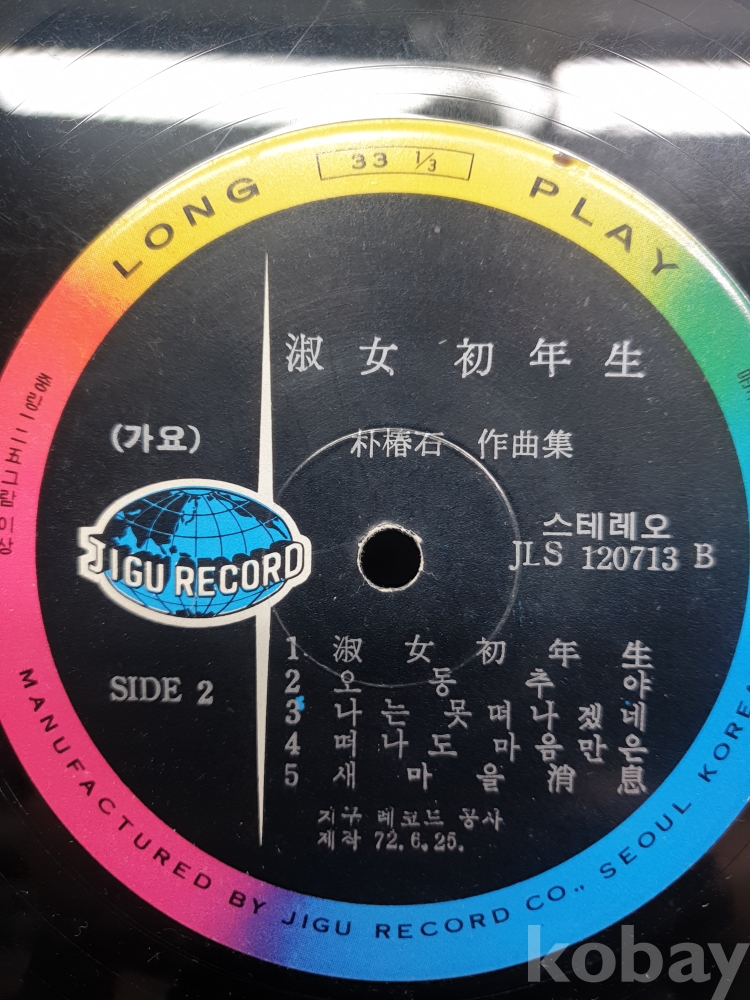 33 1/3
LONG PLAY
淑女 初年生
(가요)
朴椿石 作曲集
스테레오
JLS 120713 B
JIGU RECORD
SIDE 2
1 淑女初年生
2 오동추야
3 나는 못떠나겠네
4 떠나도 마음만은
5 새마을 消息
지구 레코드 공사
제작 72.6.25.
MANUFACTURED BY JIGU RECORD CO., SEOUL KOREA
kobay